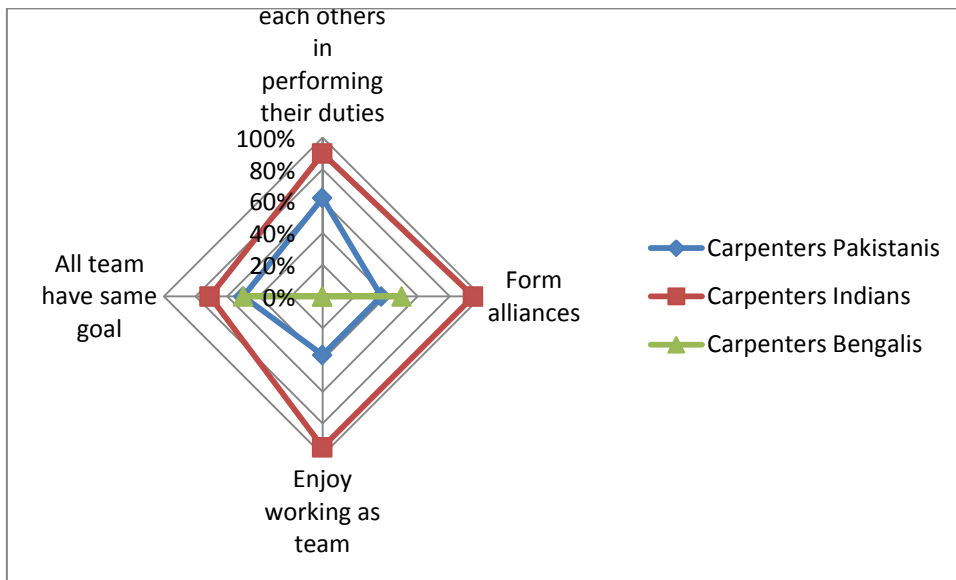 each others
in
performing
their duties
100%
80%
60%
40%
20%
0%
All team
have same
goal
Form
alliances
Enjoy
working as
team
Carpenters Pakistanis
Carpenters Indians
Carpenters Bengalis